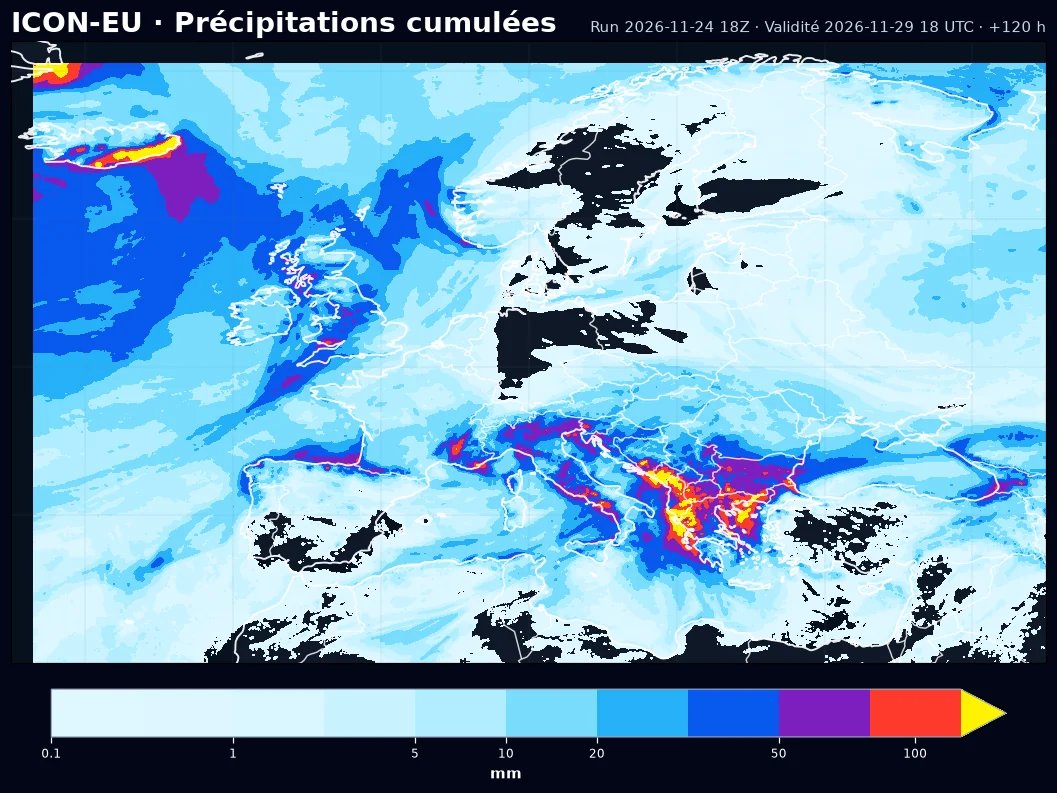 ICON-EU · Précipitations cumulées
Run 2026-11-24 18Z · Validité 2026-11-29 18 UTC · +120 h
0.1 1 5 10 20 50 100
mm